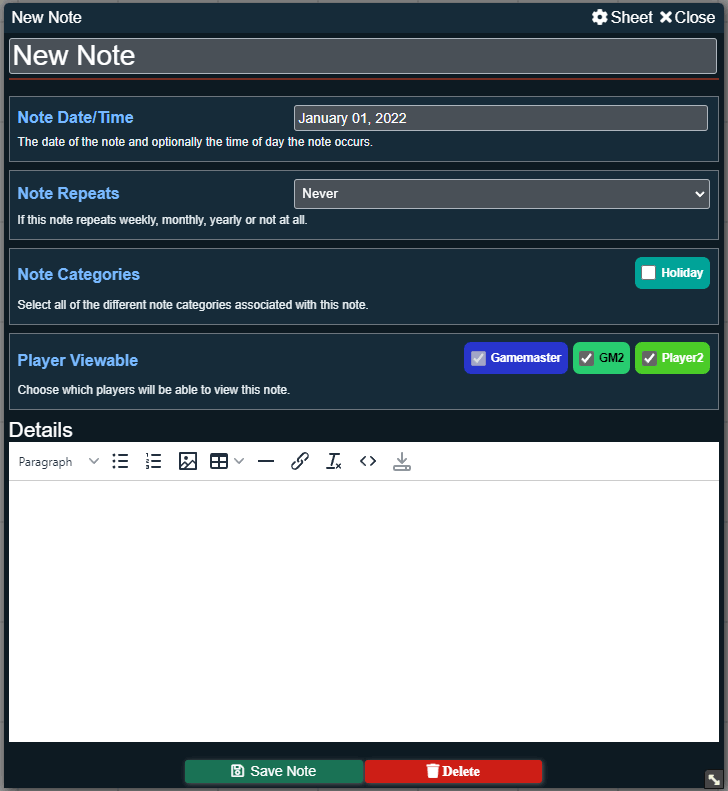 New Note Sheet Close
New Note
Note Date/Time January 01, 2022
The date of the note and optionally the time of day the note occurs.
Note Repeats Never
If this note repeats weekly, monthly, yearly or not at all.
Note Categories Holiday
Select all of the different note categories associated with this note.
Player Viewable Gamemaster GM2 Player2
Choose which players will be able to view this note.
Details
Paragraph
Save Note Delete